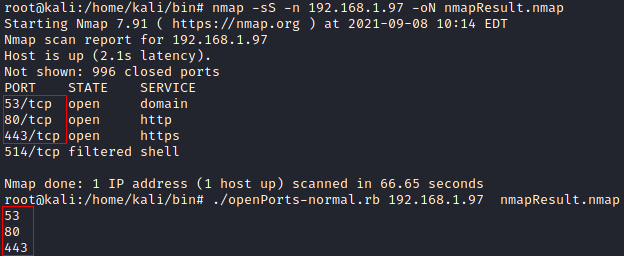 root@kali:/home/kali/bin# nmap -sS -n 192.168.1.97 -oN nmapResult.nmap
Starting Nmap 7.91 ( https://nmap.org ) at 2021-09-08 10:14 EDT
Nmap scan report for 192.168.1.97
Host is up (2.1s latency).
Not shown: 996 closed ports
PORT    STATE    SERVICE
53/tcp  open     domain
80/tcp  open     http
443/tcp open     https
514/tcp filtered shell
Nmap done: 1 IP address (1 host up) scanned in 66.65 seconds
root@kali:/home/kali/bin# ./openPorts-normal.rb 192.168.1.97  nmapResult.nmap
53
80
443